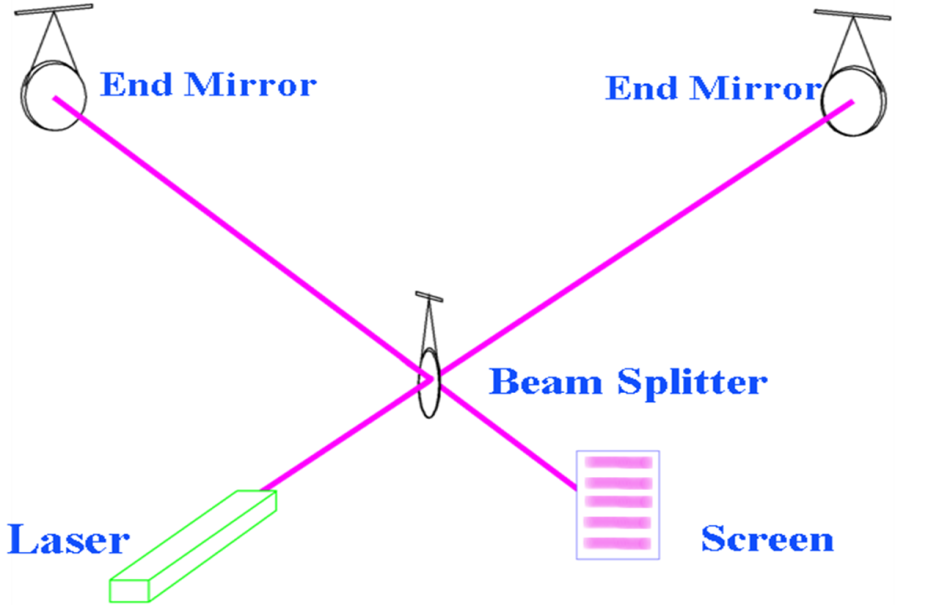 End Mirror
End Mirror
Beam Splitter
Laser
Screen